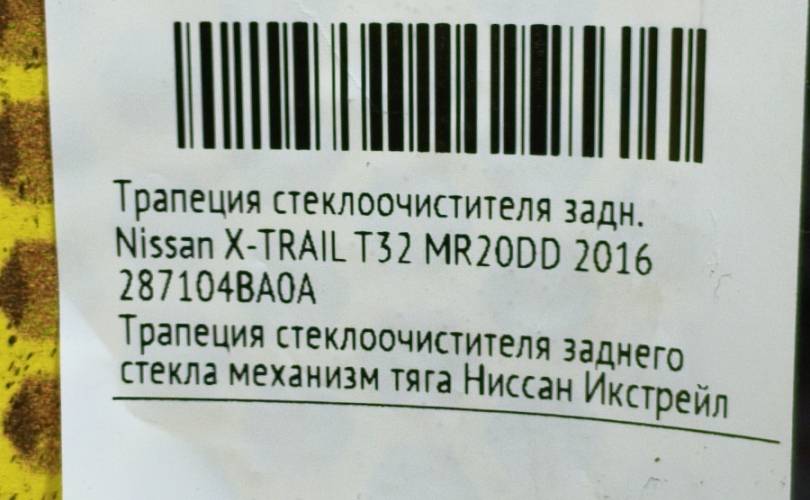 Трапеция стеклоочистителя задн.
Nissan X-TRAIL T32 MR20DD 2016
287104BA0A
Трапеция стеклоочистителя заднего
стекла механизм тяга Ниссан Икстрейл